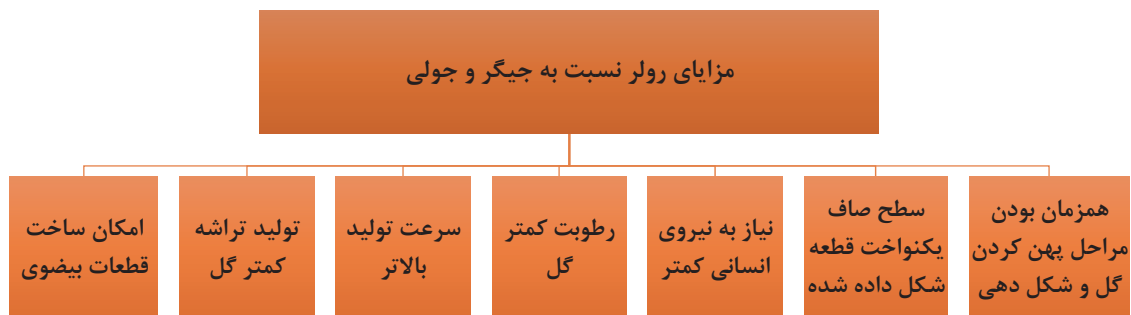 مزایای رولر نسبت به جیگر و جولی
همزمان بودن
مراحل پهن کردن
گل و شکل دهی
سطح صاف
یکنواخت قطعه
شکل داده شده
نیاز به نیروی
انسانی کمتر
رطوبت کمتر
گل
سرعت تولید
بالاتر
تولید تراشه
کمتر گل
امکان ساخت
قطعات بیضوی